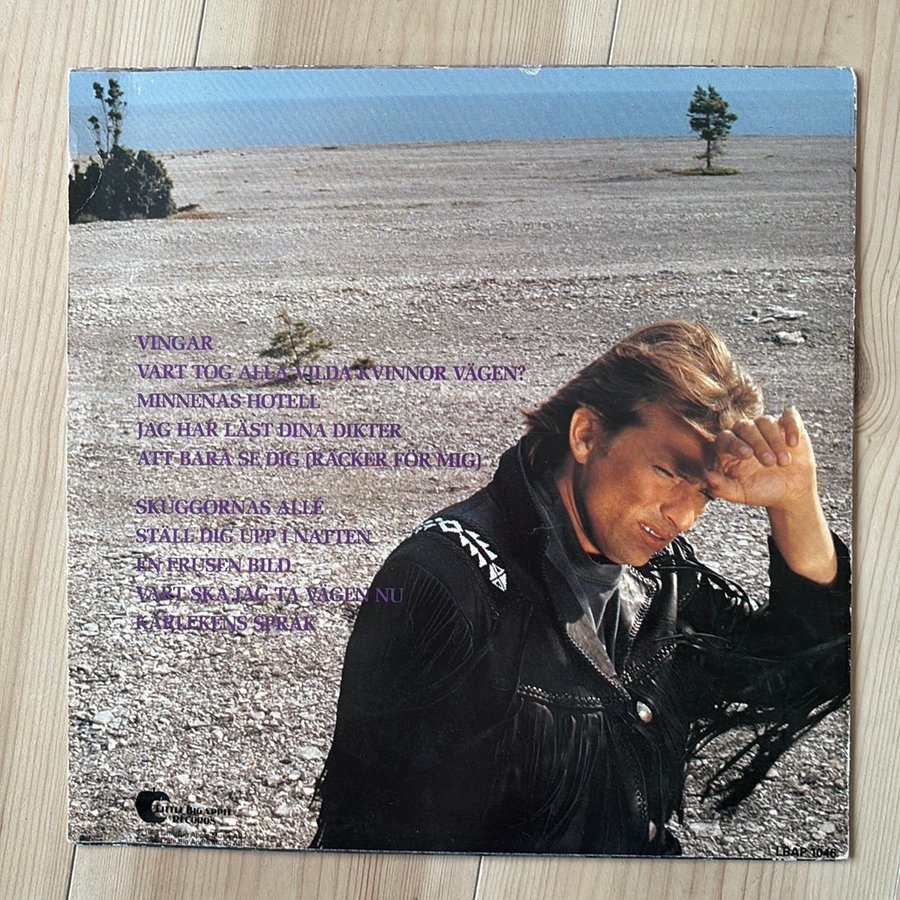 VINGAR
VART TOG ALLA VILDA KVINNOR VÄGEN?
MINNENAS HOTELL
JAG HAR LÄST DINA DIKTER
ATT BARA SE DIG (RÄCKER FÖR MIG)
SKUGGORNAS ALLÉ
STÄLL DIG UPP I NATTEN
EN FRUSEN BILD
VART SKA JAG TA VÄGEN NU
KÄRLEKENS SPRÅK
LITTLE BIG APPLE
RECORDS
LBAP 1046